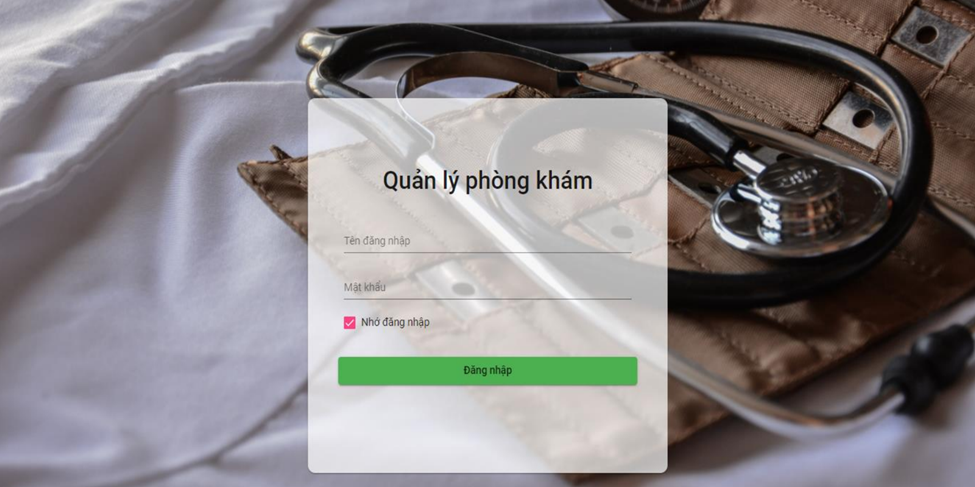 Quản lý phòng khám
Tên đăng nhập
Mật khẩu
Nhớ đăng nhập
Đăng nhập